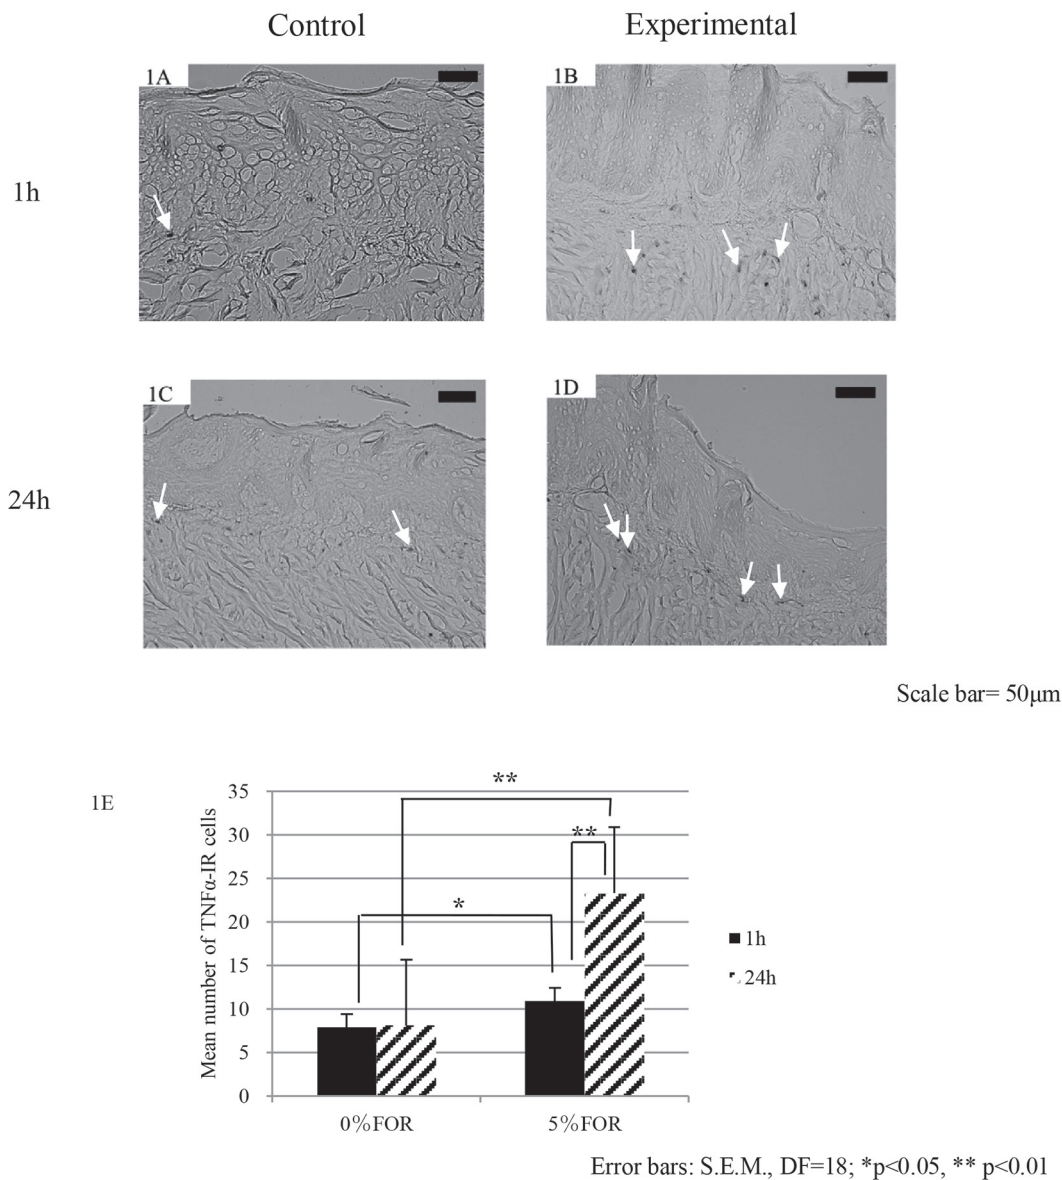 Control
Experimental
1h
1A
1B
24h
1C
1D
Scale bar= 50μm
1E
Mean number of TNFα-IR cells
35
30
25
20
15
10
5
0
**
**
*
0%FOR
5%FOR
1h
24h
Error bars: S.E.M., DF=18; *p<0.05, ** p<0.01